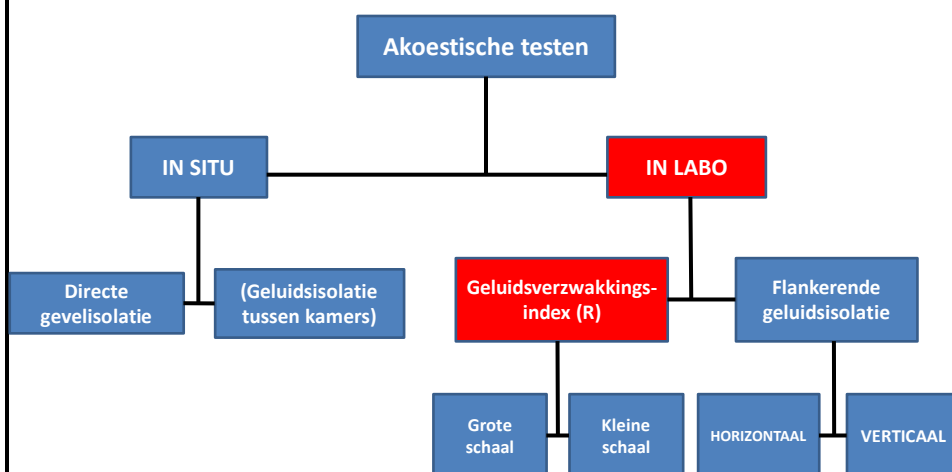 Akoestische testen
IN SITU
IN LABO
Directe
gevelisolatie
(Geluidsisolatie
tussen kamers)
Geluidsverzwakkings-
index (R)
Flankerende
geluidsisolatie
Grote
schaal
Kleine
schaal
HORIZONTAAL
VERTICAAL